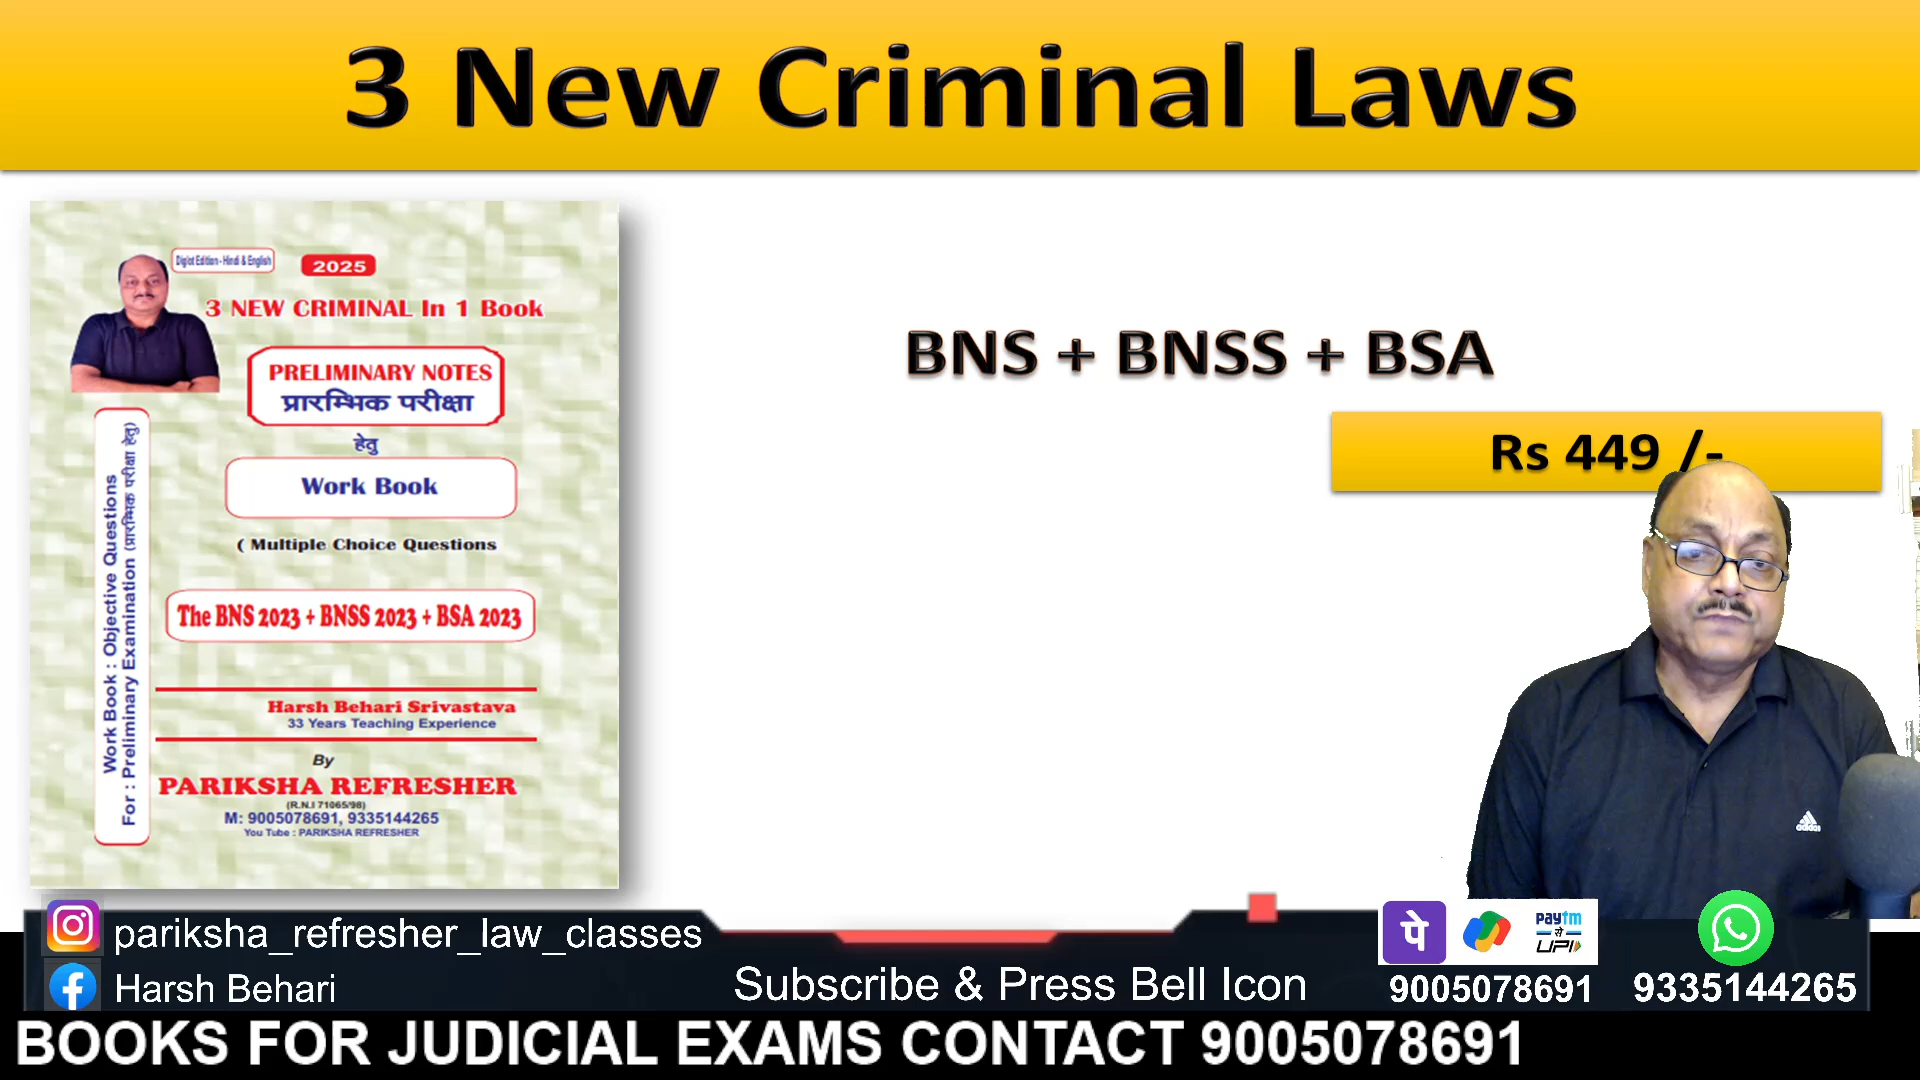 3 New Criminal Laws
Digiot Edition - Hindi & English
2025
3 NEW CRIMINAL In 1 Book
PRELIMINARY NOTES
प्रारम्भिक परीक्षा
हेतु
Work Book
( Multiple Choice Questions
The BNS 2023 + BNSS 2023 + BSA 2023
Work Book : Objective Questions
For : Preliminary Examination (प्रारम्भिक परीक्षा हेतु)
Harsh Behari Srivastava
33 Years Teaching Experience
By
PARIKSHA REFRESHER
(R.N.I 71065/98)
M: 9005078691, 9335144265
You Tube : PARIKSHA REFRESHER
BNS + BNSS + BSA
Rs 449 /-
adidas
pariksha_refresher_law_classes
Harsh Behari
Subscribe & Press Bell Icon
पे
paytm
से
UPI
9005078691
9335144265
BOOKS FOR JUDICIAL EXAMS CONTACT 9005078691